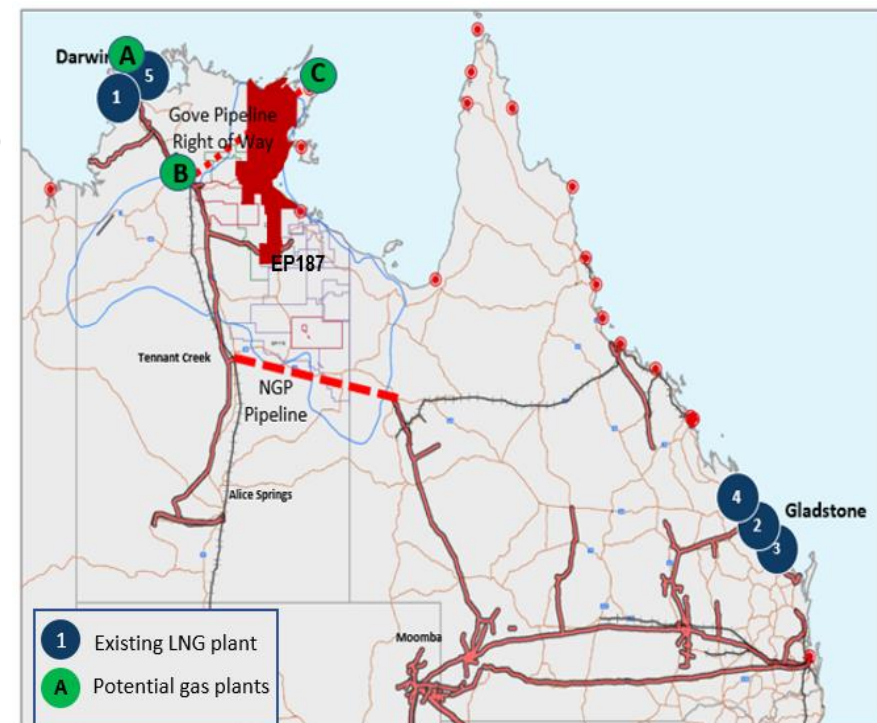 Darwin
A
5
1
C
Gove Pipeline
Right of Way
B
EP187
Tennant Creek
NGP
Pipeline
Alice Springs
4
2
3
Gladstone
Moomba
1 Existing LNG plant
A Potential gas plants